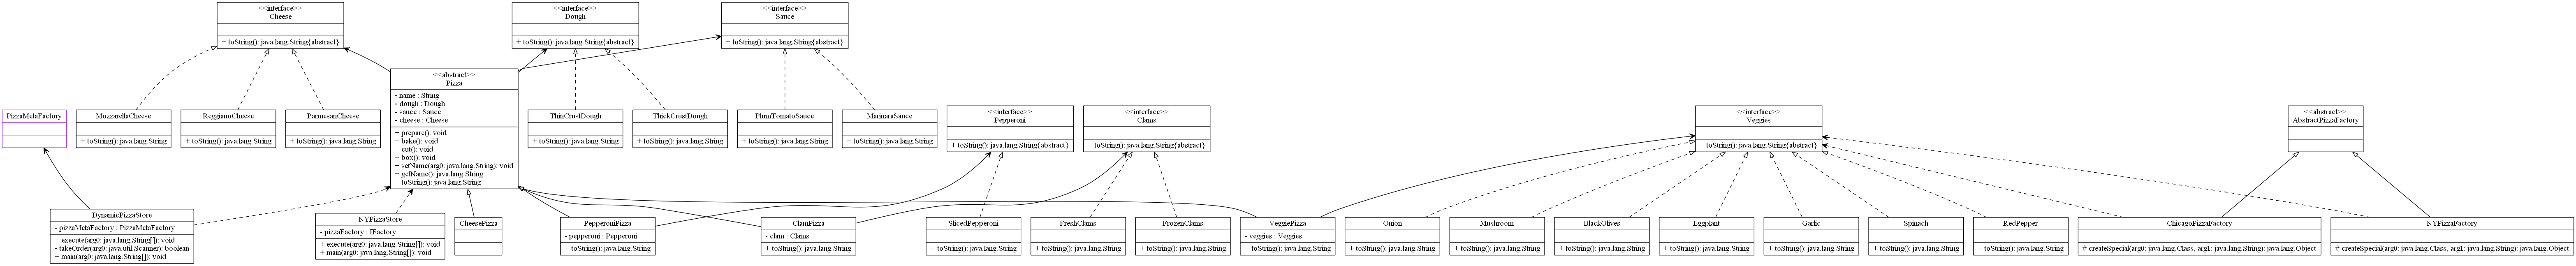 <<interface>>
Cheese
+ toString(): java.lang.String{abstract}
<<interface>>
Dough
+ toString(): java.lang.String{abstract}
<<interface>>
Sauce
+ toString(): java.lang.String{abstract}
<<abstract>>
Pizza
- name : String
- dough : Dough
- sauce : Sauce
- cheese : Cheese
+ prepare(): void
+ bake(): void
+ cut(): void
+ box(): void
+ setName(arg0: java.lang.String): void
+ getName(): java.lang.String
+ toString(): java.lang.String
PizzaMetaFactory
MozzarellaCheese
+ toString(): java.lang.String
ReggianoCheese
+ toString(): java.lang.String
ParmesanCheese
+ toString(): java.lang.String
ThinCrustDough
+ toString(): java.lang.String
ThickCrustDough
+ toString(): java.lang.String
PlumTomatoSauce
+ toString(): java.lang.String
MarinaraSauce
+ toString(): java.lang.String
<<interface>>
Pepperoni
+ toString(): java.lang.String{abstract}
<<interface>>
Clams
+ toString(): java.lang.String{abstract}
<<interface>>
Veggies
+ toString(): java.lang.String{abstract}
<<abstract>>
AbstractPizzaFactory
DynamicPizzaStore
- pizzaMetaFactory : PizzaMetaFactory
+ execute(arg0: java.lang.String[]): void
- takeOrder(arg0: java.util.Scanner): boolean
+ main(arg0: java.lang.String[]): void
NYPizzaStore
- pizzaFactory : IFactory
+ execute(arg0: java.lang.String[]): void
+ main(arg0: java.lang.String[]): void
CheesePizza
PepperoniPizza
- pepperoni : Pepperoni
+ toString(): java.lang.String
ClamPizza
- clam : Clams
+ toString(): java.lang.String
SlicedPepperoni
+ toString(): java.lang.String
FreshClams
+ toString(): java.lang.String
FrozenClams
+ toString(): java.lang.String
VeggiePizza
- veggies : Veggies
+ toString(): java.lang.String
Onion
+ toString(): java.lang.String
Mushroom
+ toString(): java.lang.String
BlackOlives
+ toString(): java.lang.String
Eggplant
+ toString(): java.lang.String
Garlic
+ toString(): java.lang.String
Spinach
+ toString(): java.lang.String
RedPepper
+ toString(): java.lang.String
ChicagoPizzaFactory
# createSpecial(arg0: java.lang.Class, arg1: java.lang.String): java.lang.Object
NYPizzaFactory
# createSpecial(arg0: java.lang.Class, arg1: java.lang.String): java.lang.Object